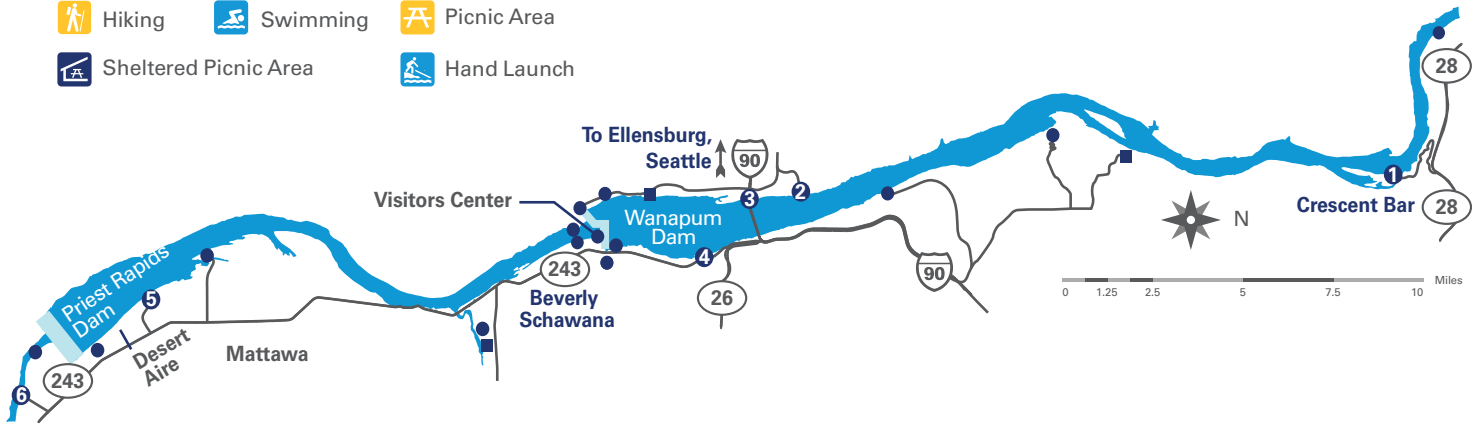 Hiking
Swimming
Picnic Area
Sheltered Picnic Area
Hand Launch
28
To Ellensburg,
Seattle
90
Visitors Center
Wanapum
Dam
1
2
3
4
Crescent Bar
28
N
243
90
26
Beverly
Schawana
0 1.25 2.5 5 7.5 10 Miles
Priest Rapids
Dam
5
Desert
Aire
Mattawa
243
6